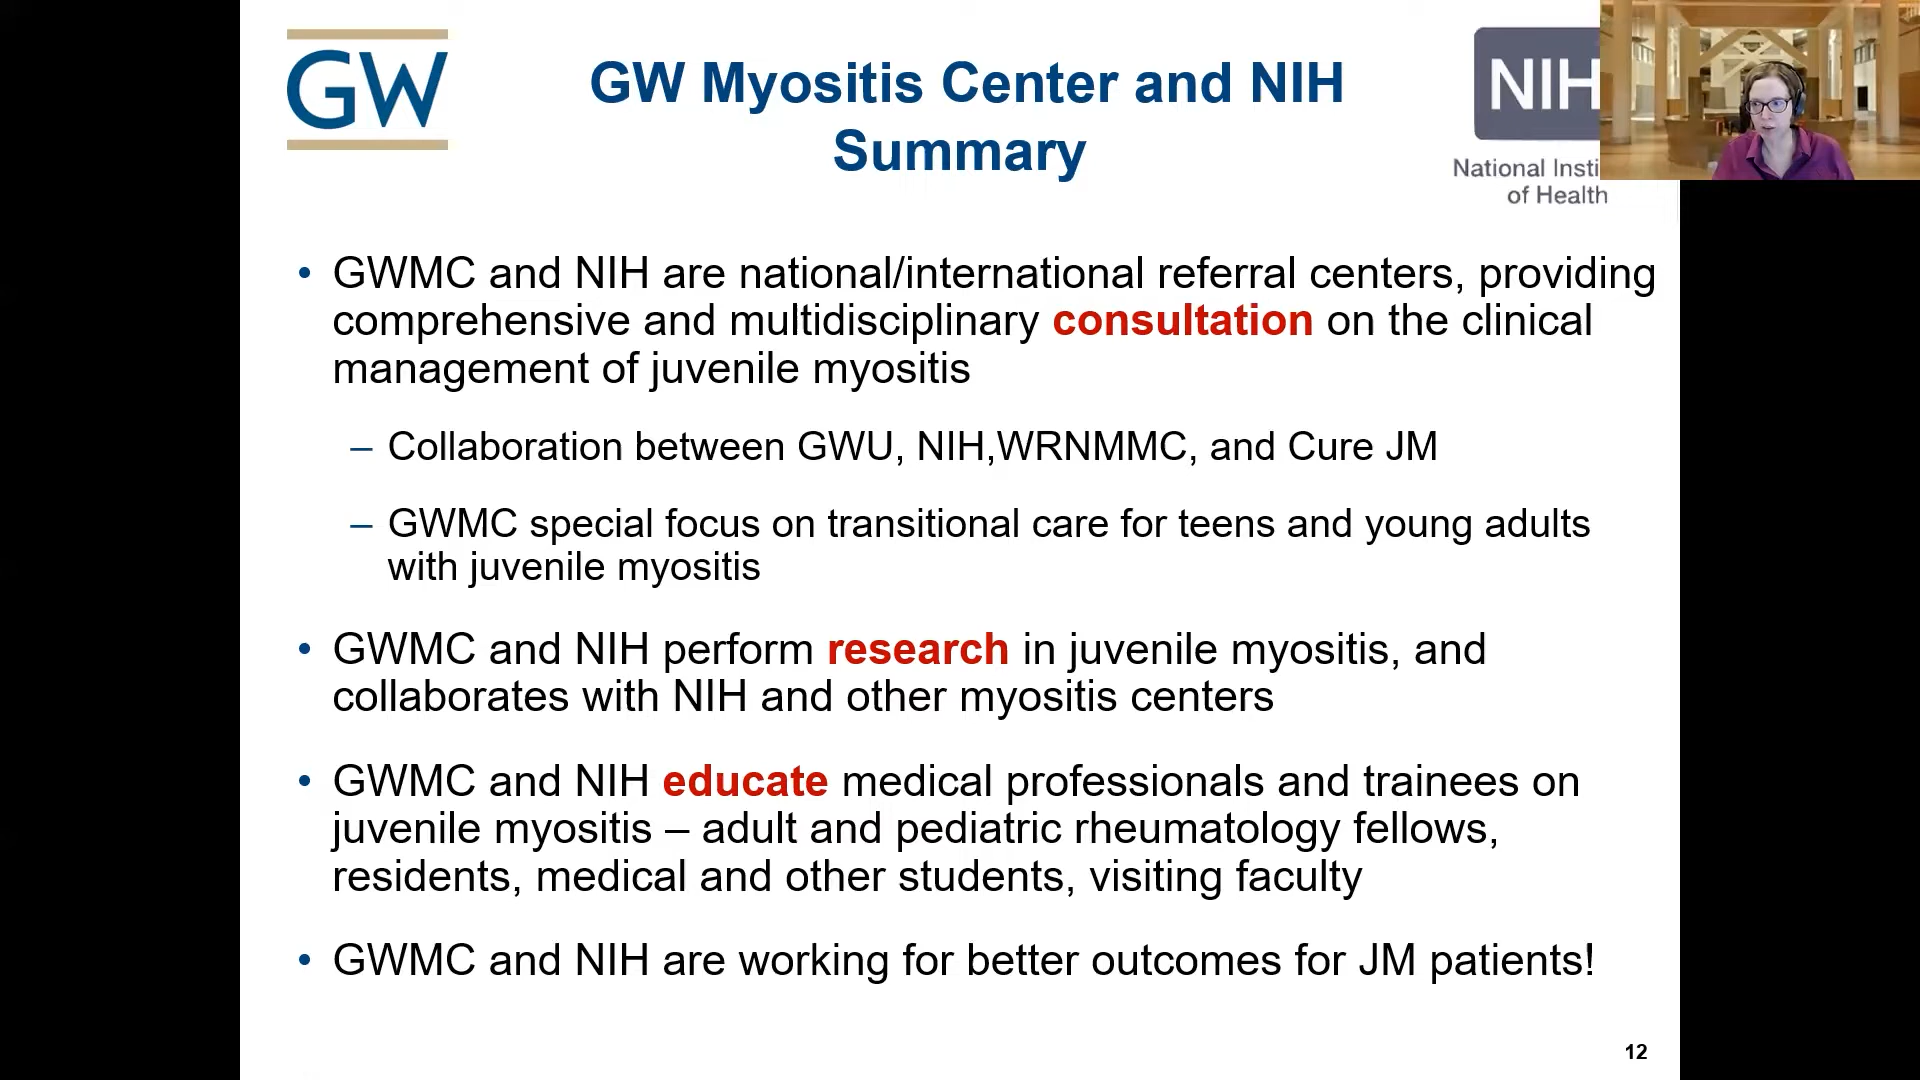 GW
GW Myositis Center and NIH
Summary
NIH
National Insti
of Health
• GWMC and NIH are national/international referral centers, providing
comprehensive and multidisciplinary consultation on the clinical
management of juvenile myositis
– Collaboration between GWU, NIH,WRNMMC, and Cure JM
– GWMC special focus on transitional care for teens and young adults
with juvenile myositis
• GWMC and NIH perform research in juvenile myositis, and
collaborates with NIH and other myositis centers
• GWMC and NIH educate medical professionals and trainees on
juvenile myositis – adult and pediatric rheumatology fellows,
residents, medical and other students, visiting faculty
• GWMC and NIH are working for better outcomes for JM patients!
12